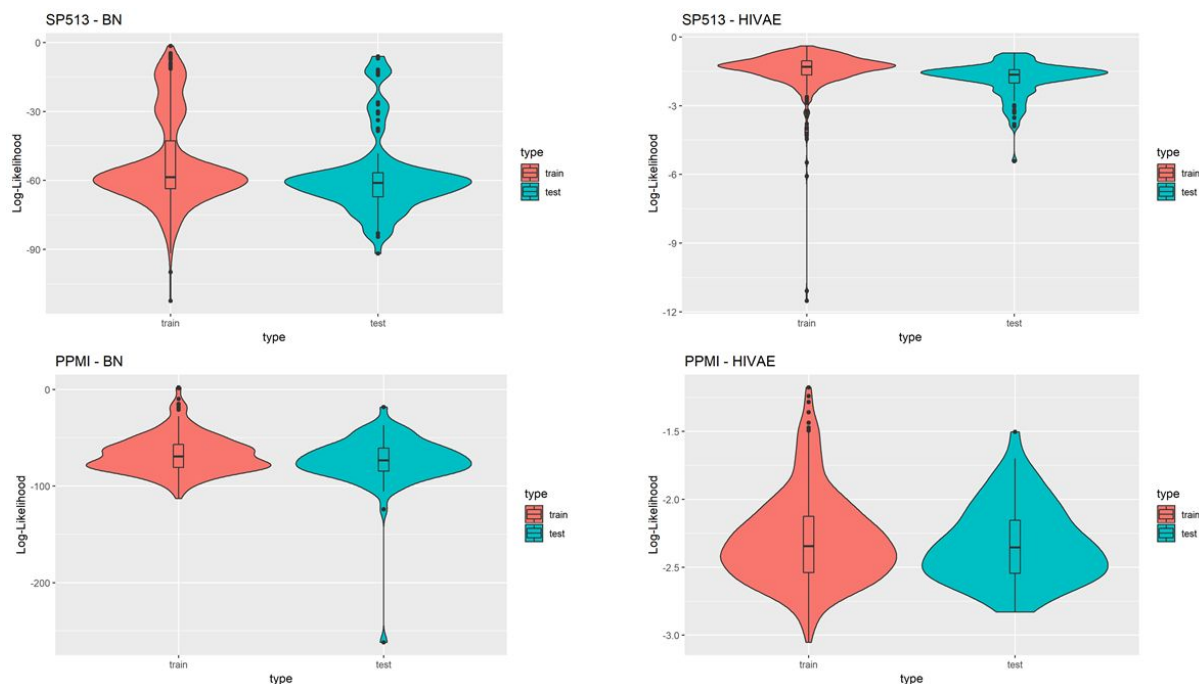 SP513 - BN
0
-30
-60
-90
Log-Likelihood
train
test
type
type
train
test
SP513 - HIVAE
0
-3
-6
-9
-12
Log-Likelihood
train
test
type
type
train
test
PPMI - BN
0
-100
-200
Log-Likelihood
train
test
type
type
train
test
PPMI - HIVAE
-1.5
-2.0
-2.5
-3.0
Log-Likelihood
train
test
type
type
train
test